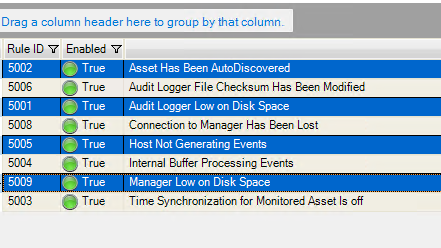 Drag a column header here to group by that column.
Rule ID Enabled
5002 True Asset Has Been AutoDiscovered
5006 True Audit Logger File Checksum Has Been Modified
5001 True Audit Logger Low on Disk Space
5008 True Connection to Manager Has Been Lost
5005 True Host Not Generating Events
5004 True Internal Buffer Processing Events
5009 True Manager Low on Disk Space
5003 True Time Synchronization for Monitored Asset Is off